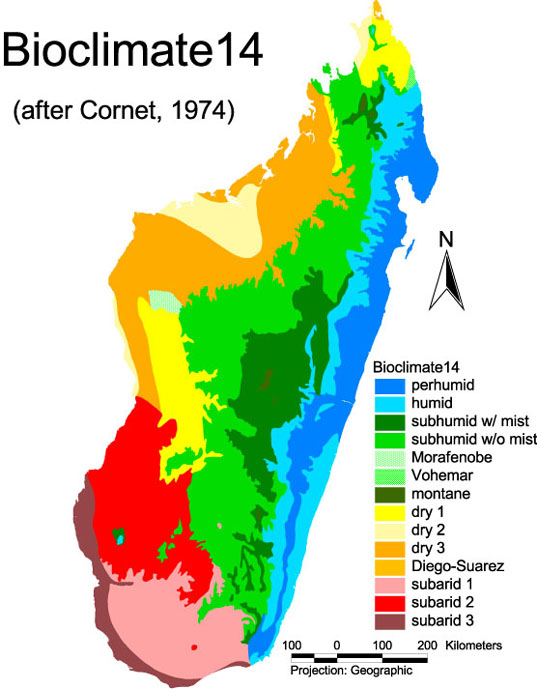 Bioclimate14
(after Cornet, 1974)
N
Bioclimate14
perhumid
humid
subhumid w/ mist
subhumid w/o mist
Morafenobe
Vohemar
montane
dry 1
dry 2
dry 3
Diego-Suarez
subarid 1
subarid 2
subarid 3
100 0 100 200 Kilometers
Projection: Geographic